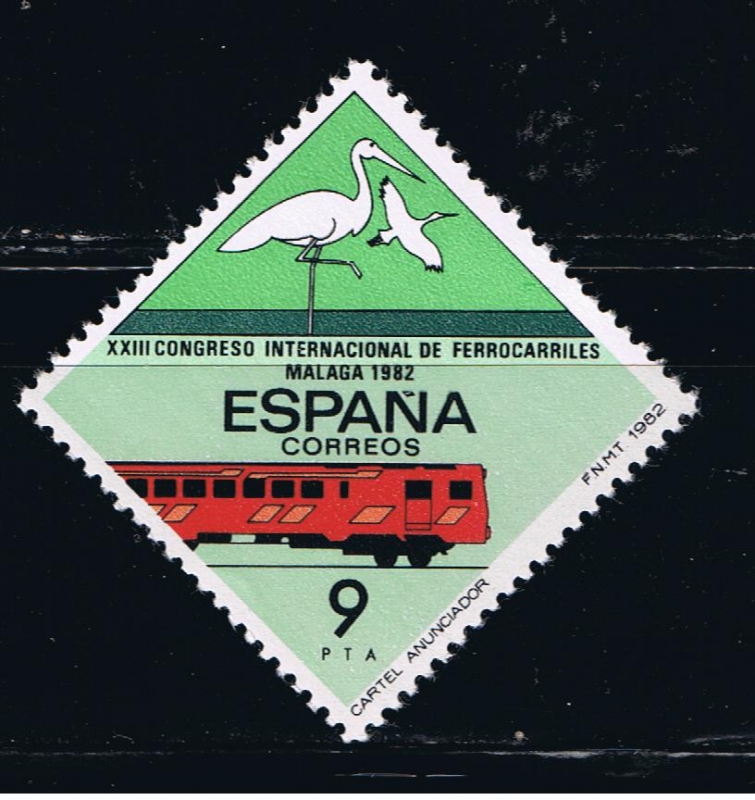 XXIII CONGRESO INTERNACIONAL DE FERROCARRILES
MALAGA 1982
ESPAÑA
CORREOS
9
PTA
CARTEL ANUNCIADOR
F.N.M.T. 1982